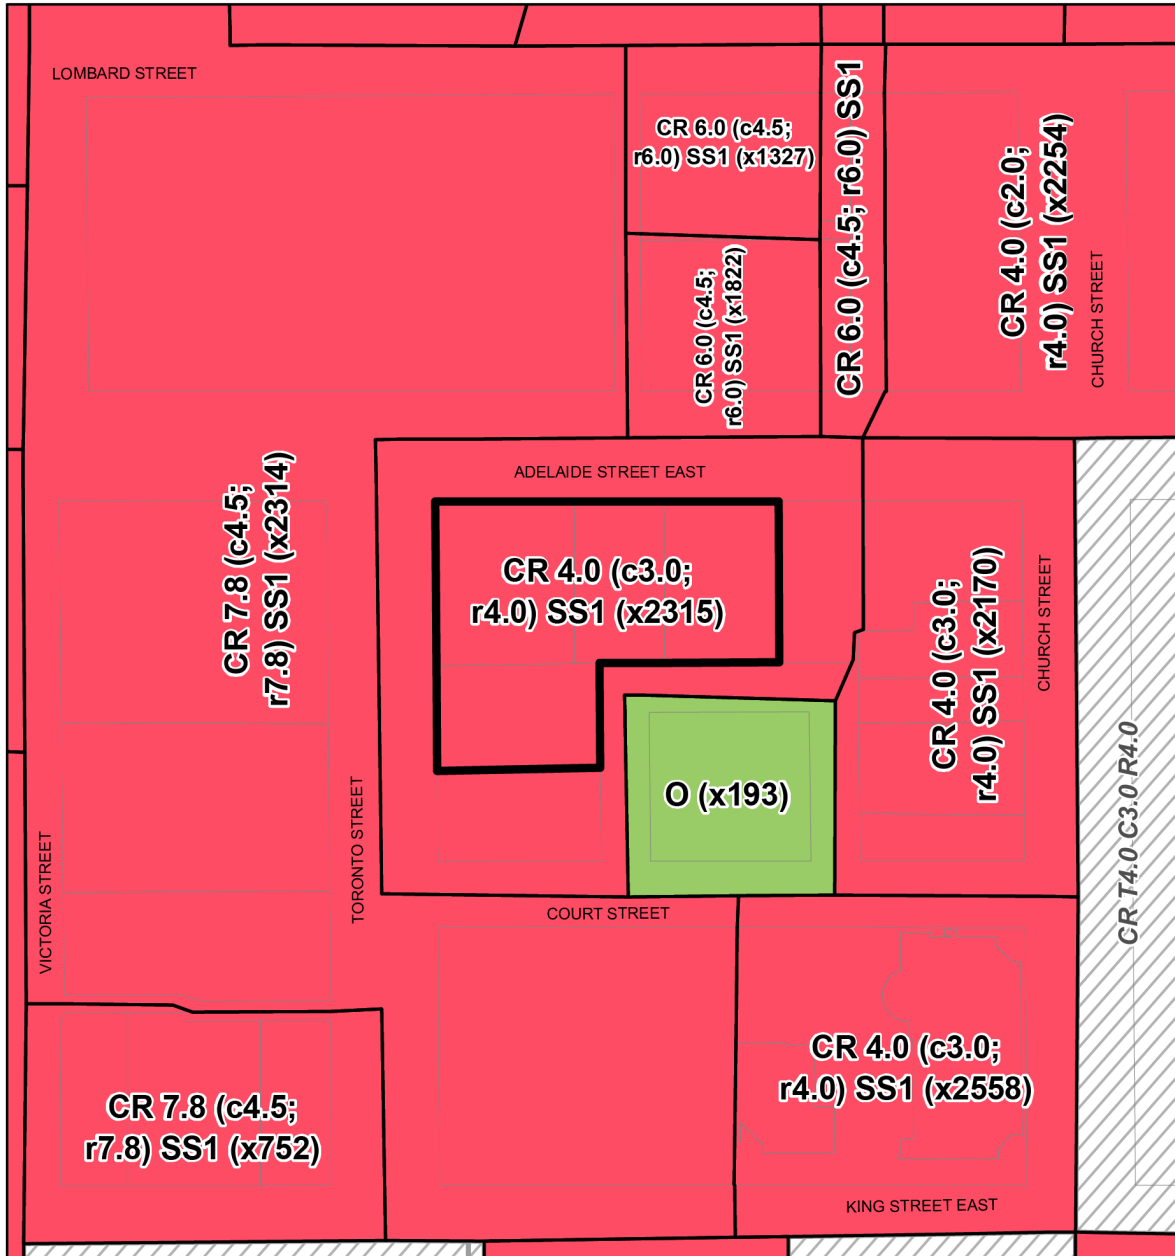 LOMBARD STREET
CR 6.0 (c4.5;
r6.0) SS1 (x1327)
CR 6.0 (c4.5; r6.0) SS1
CR 4.0 (c2.0;
r4.0) SS1 (x2254)
CHURCH STREET
CR 6.0 (c4.5;
r6.0) SS1 (x1822)
ADELAIDE STREET EAST
CR 7.8 (c4.5;
r7.8) SS1 (x2314)
CR 4.0 (c3.0;
r4.0) SS1 (x2315)
CR 4.0 (c3.0;
r4.0) SS1 (x2170)
CHURCH STREET
O (x193)
CR T4.0 C3.0 R4.0
VICTORIA STREET
TORONTO STREET
COURT STREET
CR 7.8 (c4.5;
r7.8) SS1 (x752)
CR 4.0 (c3.0;
r4.0) SS1 (x2558)
KING STREET EAST